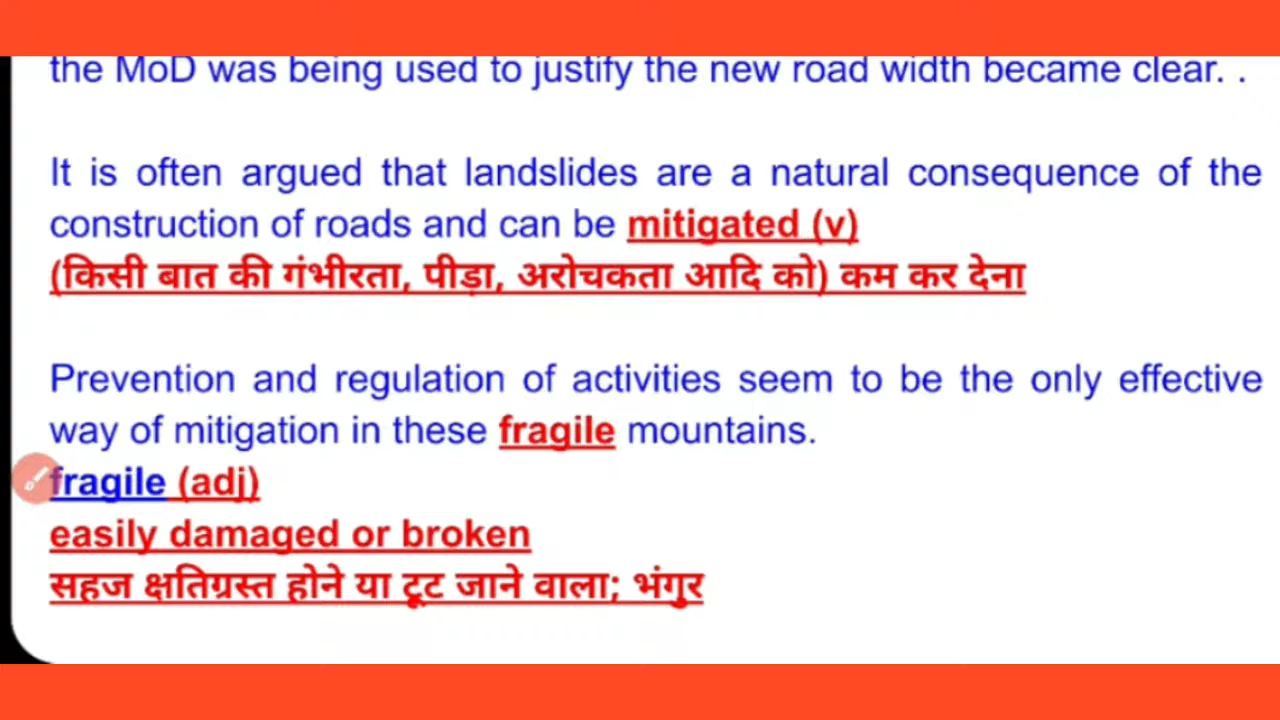 the MoD was being used to justify the new road width became clear. .
It is often argued that landslides are a natural consequence of the
construction of roads and can be mitigated (v)
(किसी बात की गंभीरता, पीड़ा, अरोचकता आदि को) कम कर देना
Prevention and regulation of activities seem to be the only effective
way of mitigation in these fragile mountains.
fragile (adj)
easily damaged or broken
सहज क्षतिग्रस्त होने या टूट जाने वाला; भंगुर